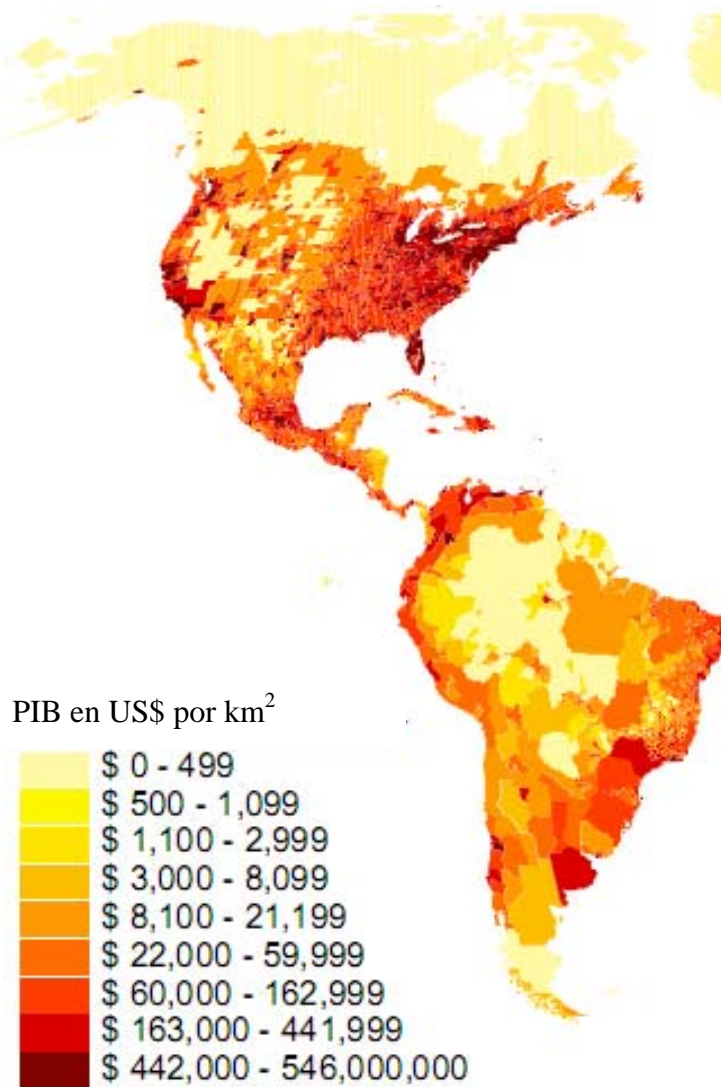 PIB en US$ por km²
$ 0 - 499
$ 500 - 1,099
$ 1,100 - 2,999
$ 3,000 - 8,099
$ 8,100 - 21,199
$ 22,000 - 59,999
$ 60,000 - 162,999
$ 163,000 - 441,999
$ 442,000 - 546,000,000